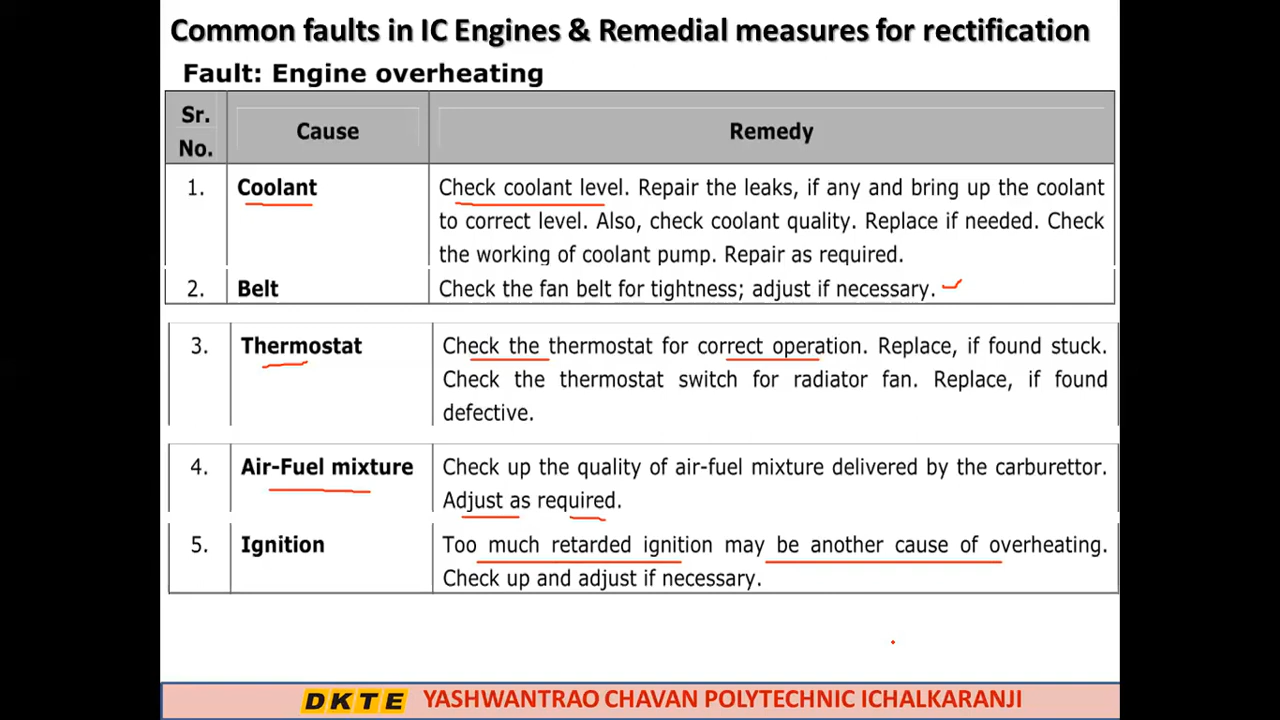 Common faults in IC Engines & Remedial measures for rectification
Fault: Engine overheating
Sr. No.
Cause
Remedy
1.
Coolant
Check coolant level. Repair the leaks, if any and bring up the coolant
to correct level. Also, check coolant quality. Replace if needed. Check
the working of coolant pump. Repair as required.
2.
Belt
Check the fan belt for tightness; adjust if necessary.
3.
Thermostat
Check the thermostat for correct operation. Replace, if found stuck.
Check the thermostat switch for radiator fan. Replace, if found
defective.
4.
Air-Fuel mixture
Check up the quality of air-fuel mixture delivered by the carburettor.
Adjust as required.
5.
Ignition
Too much retarded ignition may be another cause of overheating.
Check up and adjust if necessary.
DKTE YASHWANTRAO CHAVAN POLYTECHNIC ICHALKARANJI